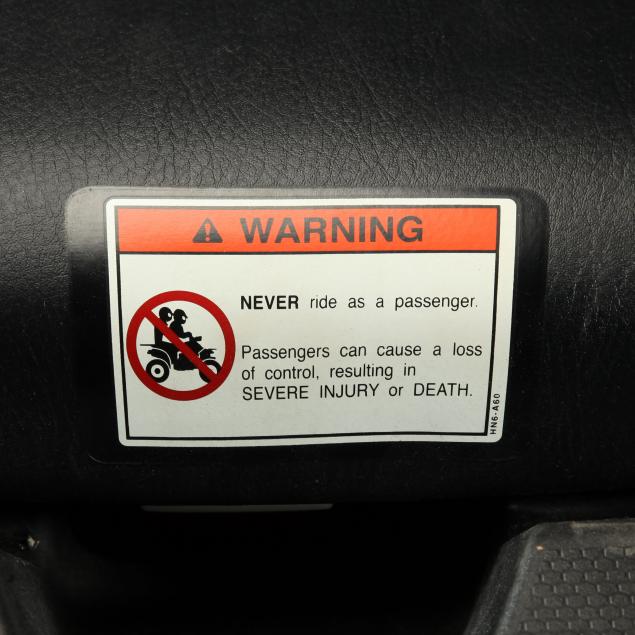 WARNING
NEVER ride as a passenger.
Passengers can cause a loss
of control, resulting in
SEVERE INJURY or DEATH.
HN6-A60